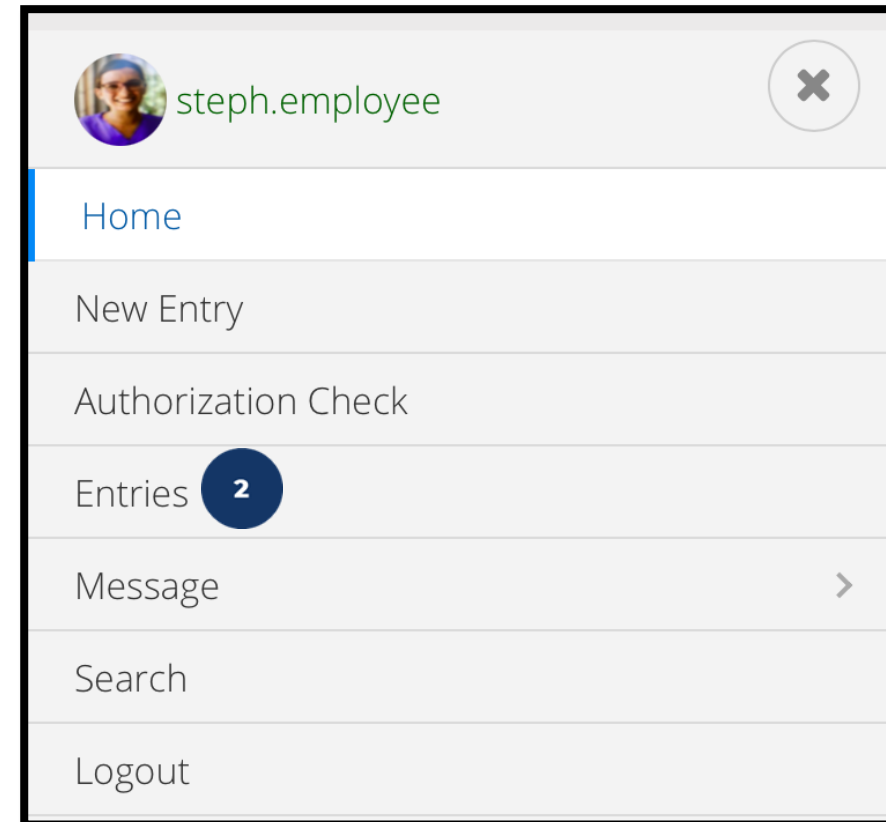 steph.employee
Home
New Entry
Authorization Check
Entries 2
Message
Search
Logout